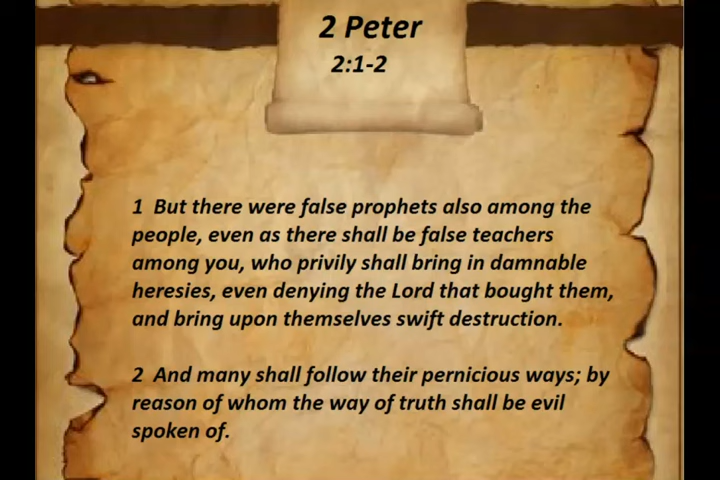 2 Peter
2:1-2
1 But there were false prophets also among the
people, even as there shall be false teachers
among you, who privily shall bring in damnable
heresies, even denying the Lord that bought them,
and bring upon themselves swift destruction.
2 And many shall follow their pernicious ways; by
reason of whom the way of truth shall be evil
spoken of.